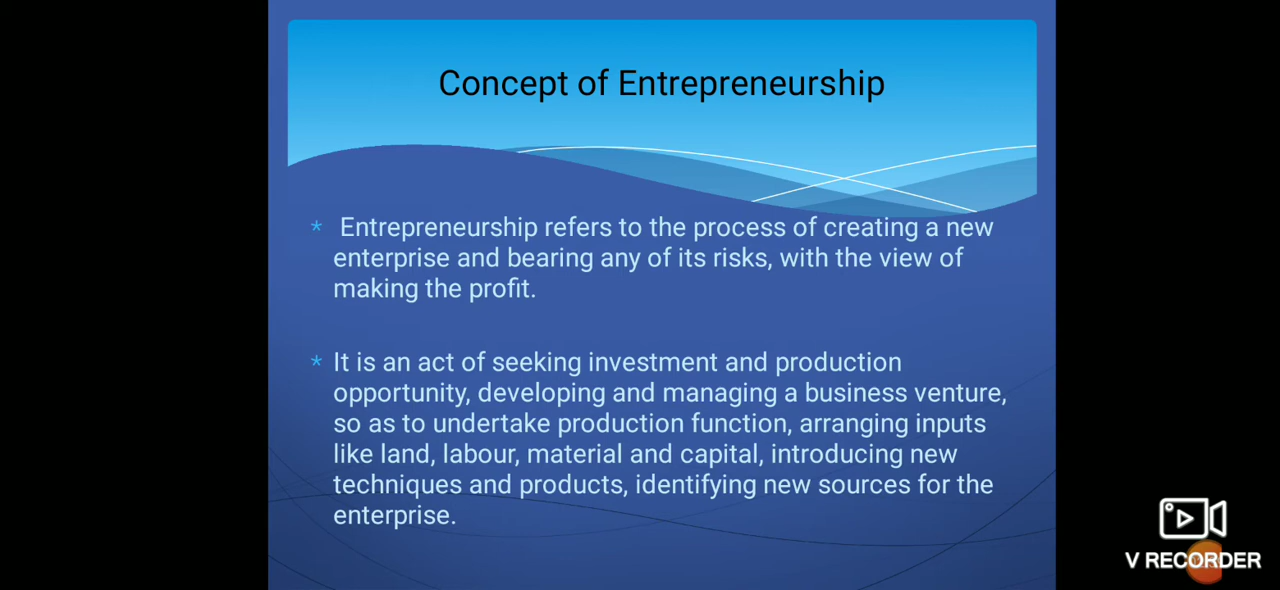 Concept of Entrepreneurship
* Entrepreneurship refers to the process of creating a new
enterprise and bearing any of its risks, with the view of
making the profit.
* It is an act of seeking investment and production
opportunity, developing and managing a business venture,
so as to undertake production function, arranging inputs
like land, labour, material and capital, introducing new
techniques and products, identifying new sources for the
enterprise.
V RECORDER